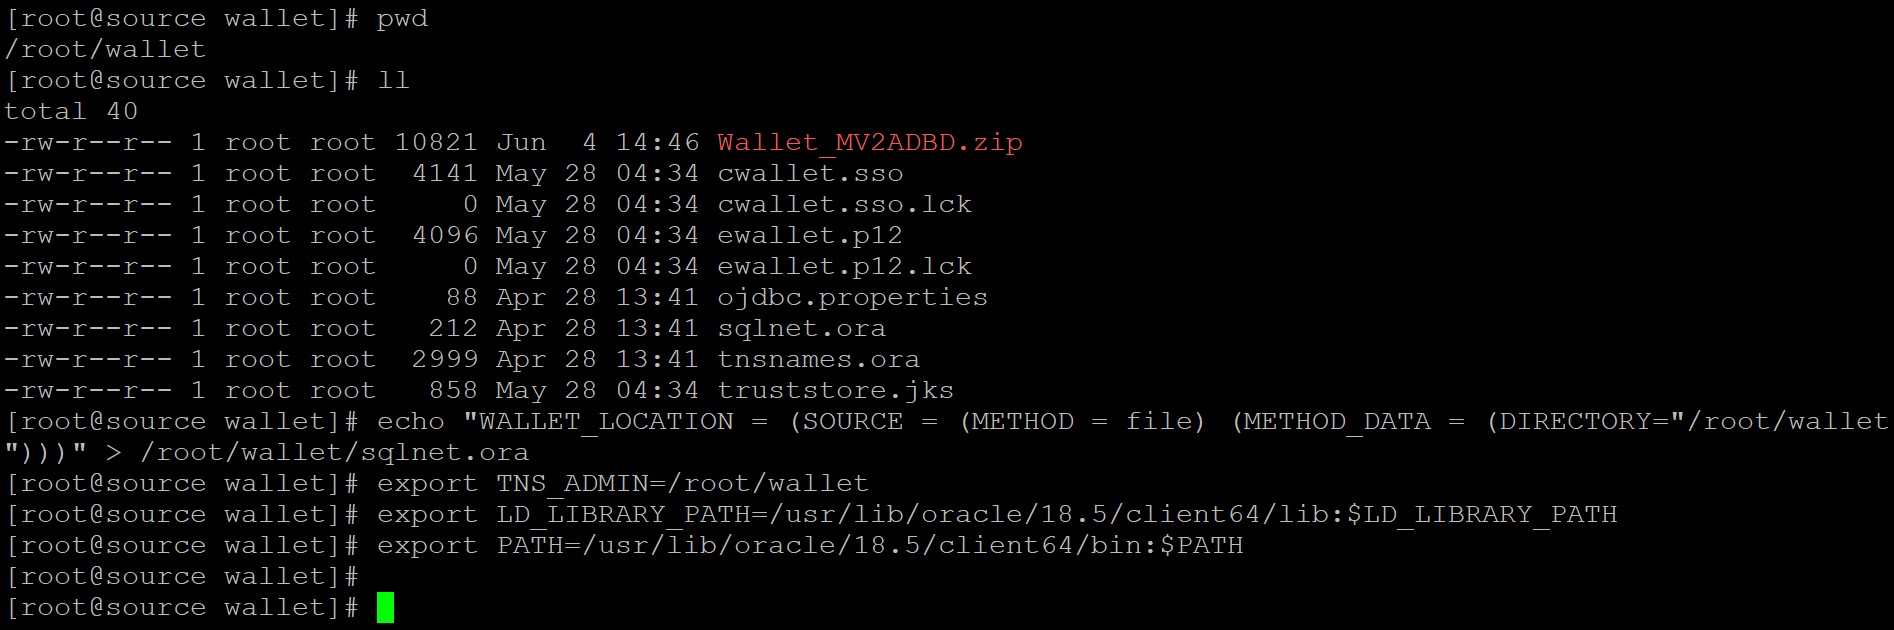 [root@source wallet]# pwd
/root/wallet
[root@source wallet]# ll
total 40
-rw-r--r-- 1 root root 10821 Jun  4 14:46 Wallet_MV2ADBD.zip
-rw-r--r-- 1 root root  4141 May 28 04:34 cwallet.sso
-rw-r--r-- 1 root root     0 May 28 04:34 cwallet.sso.lck
-rw-r--r-- 1 root root  4096 May 28 04:34 ewallet.p12
-rw-r--r-- 1 root root     0 May 28 04:34 ewallet.p12.lck
-rw-r--r-- 1 root root    88 Apr 28 13:41 ojdbc.properties
-rw-r--r-- 1 root root   212 Apr 28 13:41 sqlnet.ora
-rw-r--r-- 1 root root  2999 Apr 28 13:41 tnsnames.ora
-rw-r--r-- 1 root root   858 May 28 04:34 truststore.jks
[root@source wallet]# echo "WALLET_LOCATION = (SOURCE = (METHOD = file) (METHOD_DATA = (DIRECTORY="/root/wallet
")))" > /root/wallet/sqlnet.ora
[root@source wallet]# export TNS_ADMIN=/root/wallet
[root@source wallet]# export LD_LIBRARY_PATH=/usr/lib/oracle/18.5/client64/lib:$LD_LIBRARY_PATH
[root@source wallet]# export PATH=/usr/lib/oracle/18.5/client64/bin:$PATH
[root@source wallet]#
[root@source wallet]#